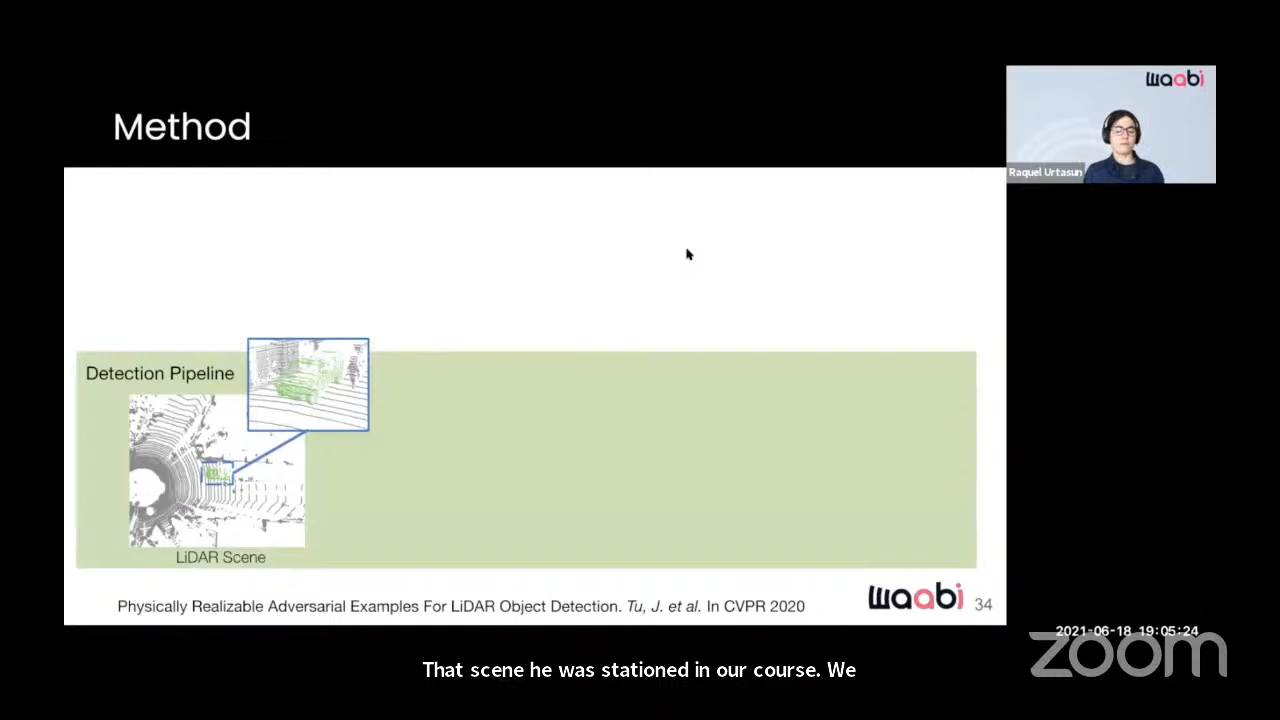 waabi
Method
Raquel Urtasun
Detection Pipeline
LiDAR Scene
Physically Realizable Adversarial Examples For LiDAR Object Detection. Tu, J. et al. In CVPR 2020
waabi 34
2021-06-18 19:05:24
zoom
That scene he was stationed in our course. We